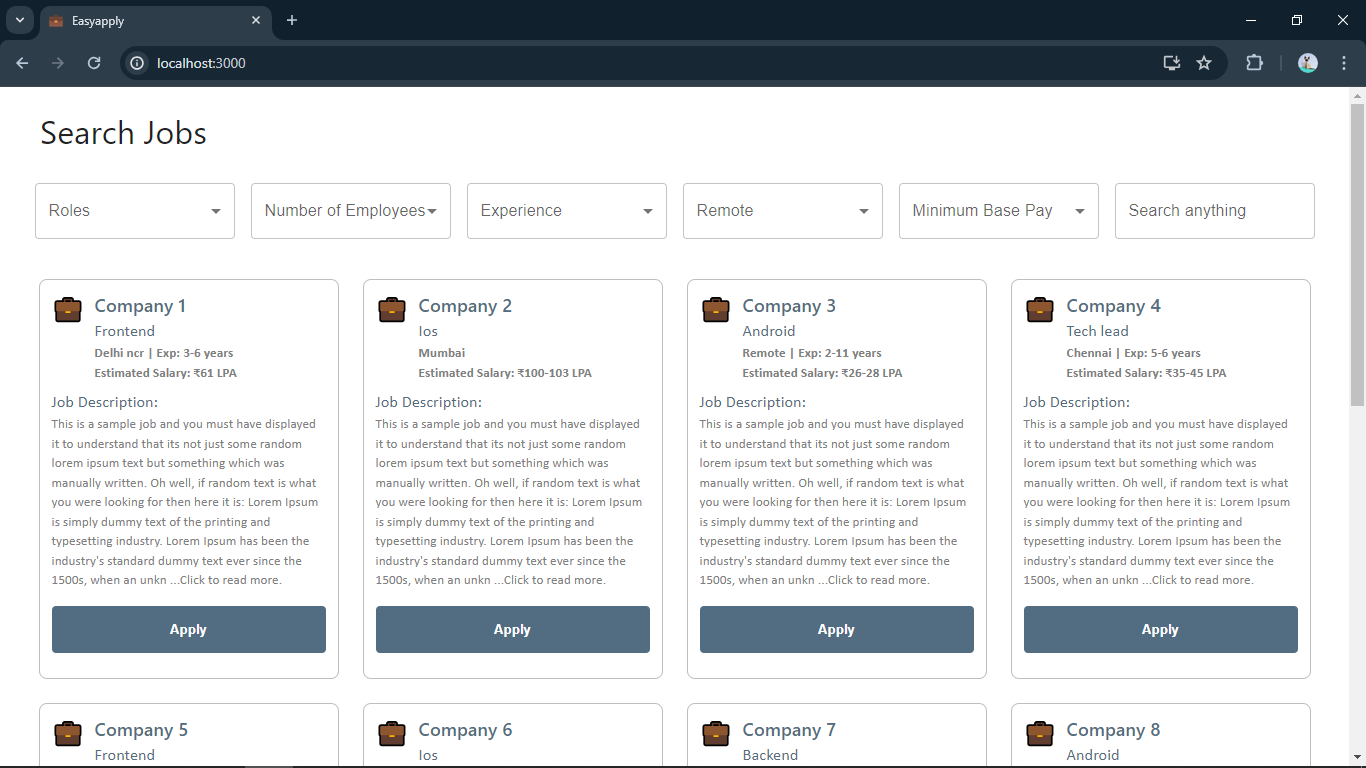 Easyapply
localhost:3000
Search Jobs
Roles
Number of Employees
Experience
Remote
Minimum Base Pay
Search anything
Company 1
Frontend
Delhi ncr | Exp: 3-6 years
Estimated Salary: ₹61 LPA
Job Description:
This is a sample job and you must have displayed
it to understand that its not just some random
lorem ipsum text but something which was
manually written. Oh well, if random text is what
you were looking for then here it is: Lorem Ipsum
is simply dummy text of the printing and
typesetting industry. Lorem Ipsum has been the
industry's standard dummy text ever since the
1500s, when an unkn ...Click to read more.
Apply
Company 2
Ios
Mumbai
Estimated Salary: ₹100-103 LPA
Job Description:
This is a sample job and you must have displayed
it to understand that its not just some random
lorem ipsum text but something which was
manually written. Oh well, if random text is what
you were looking for then here it is: Lorem Ipsum
is simply dummy text of the printing and
typesetting industry. Lorem Ipsum has been the
industry's standard dummy text ever since the
1500s, when an unkn ...Click to read more.
Apply
Company 3
Android
Remote | Exp: 2-11 years
Estimated Salary: ₹26-28 LPA
Job Description:
This is a sample job and you must have displayed
it to understand that its not just some random
lorem ipsum text but something which was
manually written. Oh well, if random text is what
you were looking for then here it is: Lorem Ipsum
is simply dummy text of the printing and
typesetting industry. Lorem Ipsum has been the
industry's standard dummy text ever since the
1500s, when an unkn ...Click to read more.
Apply
Company 4
Tech lead
Chennai | Exp: 5-6 years
Estimated Salary: ₹35-45 LPA
Job Description:
This is a sample job and you must have displayed
it to understand that its not just some random
lorem ipsum text but something which was
manually written. Oh well, if random text is what
you were looking for then here it is: Lorem Ipsum
is simply dummy text of the printing and
typesetting industry. Lorem Ipsum has been the
industry's standard dummy text ever since the
1500s, when an unkn ...Click to read more.
Apply
Company 5
Frontend
Company 6
Ios
Company 7
Backend
Company 8
Android